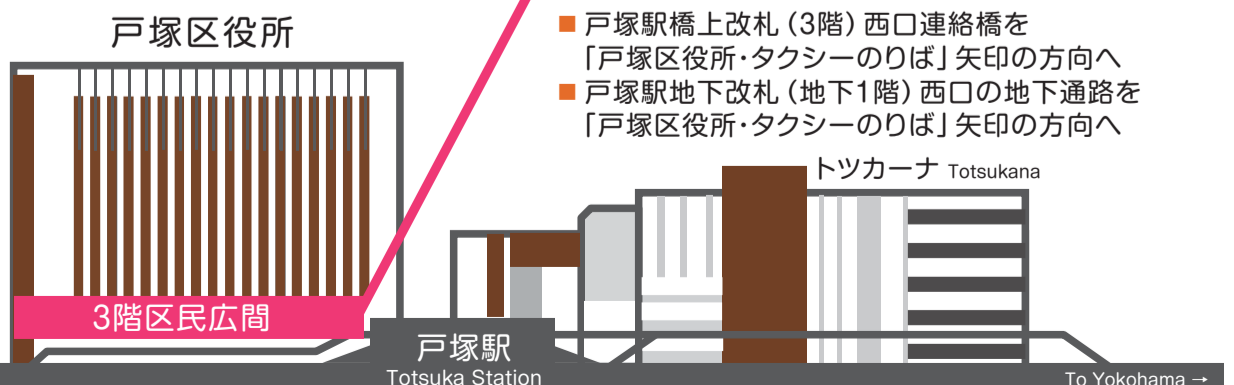 戸塚区役所
■ 戸塚駅橋上改札（3階）西口連絡橋を
「戸塚区役所・タクシーのりば」矢印の方向へ
■ 戸塚駅地下改札（地下1階）西口の地下通路を
「戸塚区役所・タクシーのりば」矢印の方向へ
トツカーナ Totsukana
3階区民広間
戸塚駅
Totsuka Station
To Yokohama →